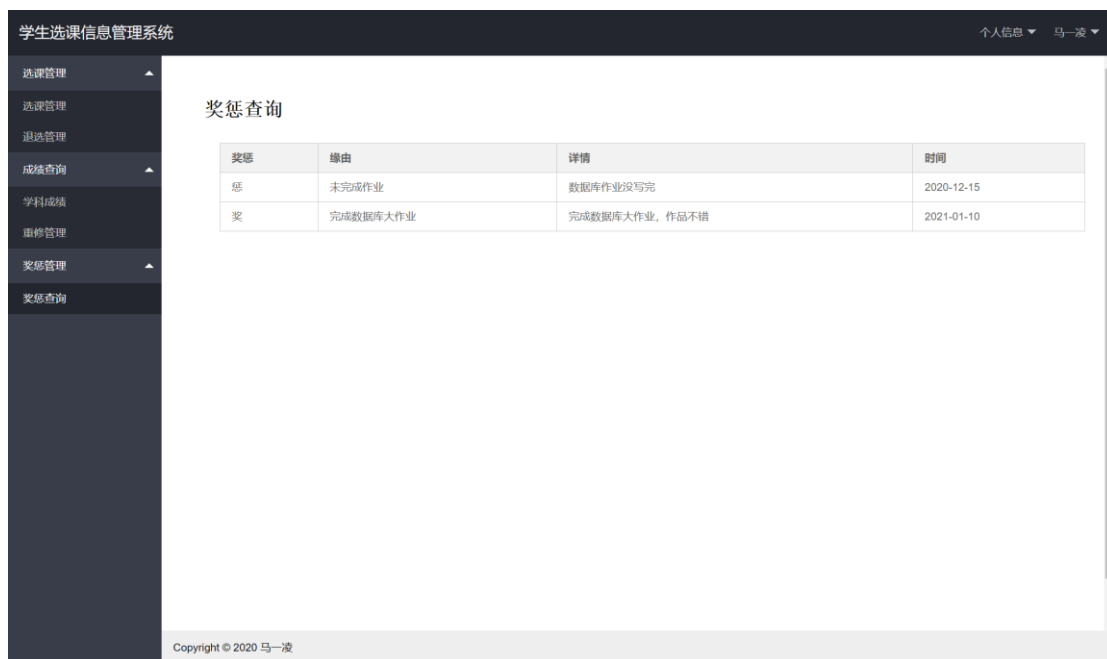 学生选课信息管理系统
个人信息 马一凌
选课管理
选课管理
退选管理
成绩查询
学科成绩
重修管理
奖惩管理
奖惩查询
奖惩查询
奖惩 缘由 详情 时间
惩 未完成作业 数据库作业没写完 2020-12-15
奖 完成数据库大作业 完成数据库大作业，作品不错 2021-01-10
Copyright © 2020 马一凌